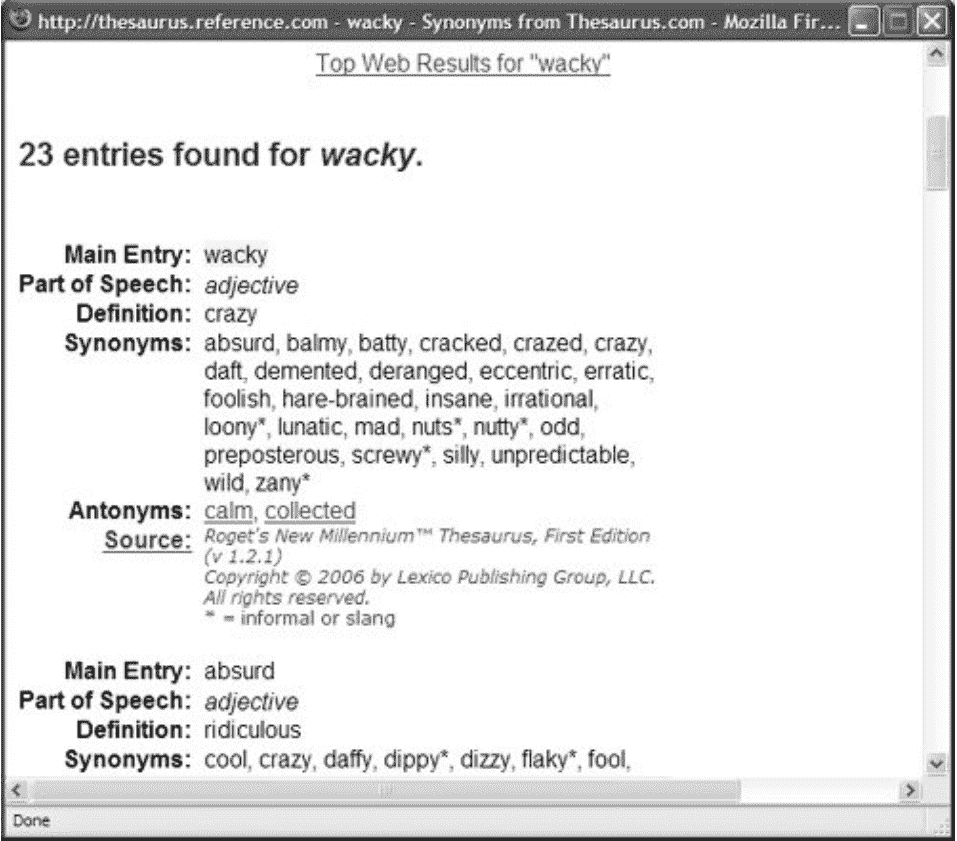 http://thesaurus.reference.com - wacky - Synonyms from Thesaurus.com - Mozilla Fir...
Top Web Results for "wacky"
23 entries found for wacky.
Main Entry: wacky
Part of Speech: adjective
Definition: crazy
Synonyms: absurd, balmy, batty, cracked, crazed, crazy,
daft, demented, deranged, eccentric, erratic,
foolish, hare-brained, insane, irrational,
loony*, lunatic, mad, nuts*, nutty*, odd,
preposterous, screwy*, silly, unpredictable,
wild, zany*
Antonyms: calm, collected
Source: Roget's New Millennium™ Thesaurus, First Edition
(v 1.2.1)
Copyright © 2006 by Lexico Publishing Group, LLC.
All rights reserved.
* = informal or slang
Main Entry: absurd
Part of Speech: adjective
Definition: ridiculous
Synonyms: cool, crazy, daffy, dippy*, dizzy, flaky*, fool,
Done